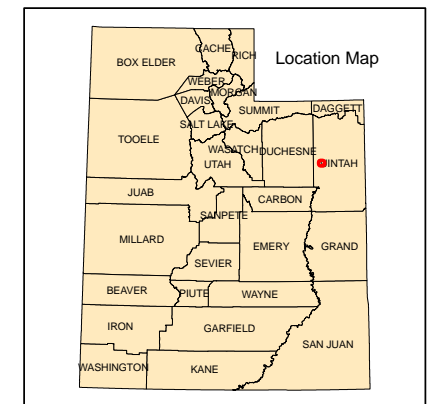 Location Map
CACHE
RICH
BOX ELDER
WEBER
MORGAN
DAVIS
SUMMIT
DAGGETT
SALT LAKE
TOOELE
WASATCH
DUCHESNE
INTAH
UTAH
JUAB
CARBON
SANPETE
MILLARD
EMERY
GRAND
SEVIER
BEAVER
PIUTE
WAYNE
IRON
GARFIELD
SAN JUAN
WASHINGTON
KANE